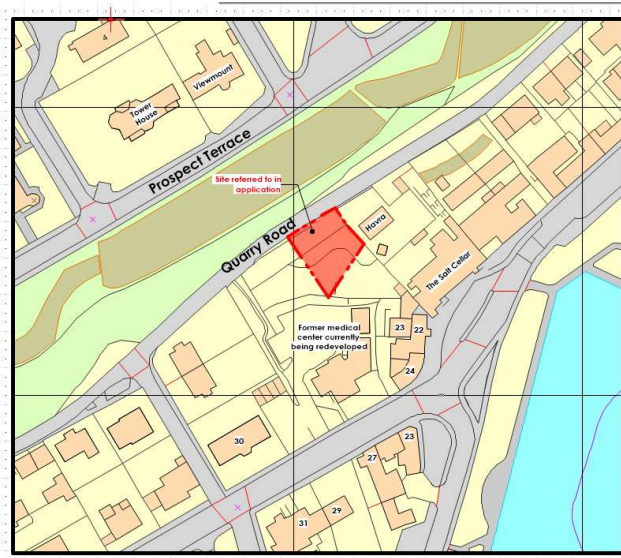 4
Viewmount
Tower
House
Prospect Terrace
Site referred to in
application
Quarry Road
Havra
The Salt Cellar
Former medical
center currently
being redeveloped
23
22
24
30
23
27
29
31